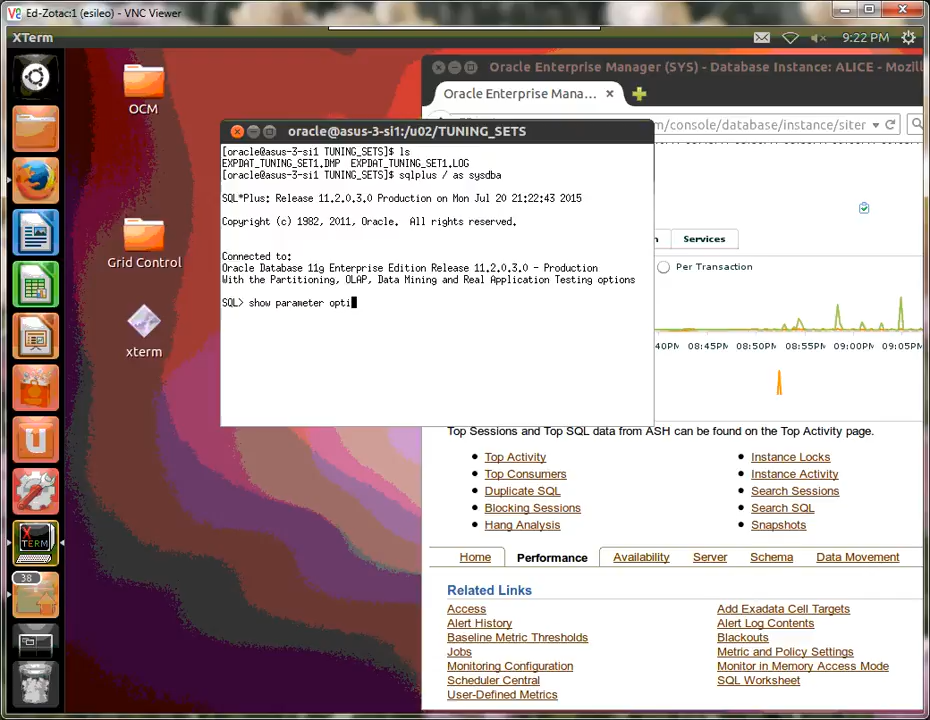 Ed-Zotac:1 (esileo) - VNC Viewer
XTerm
9:22 PM
OCM
Grid Control
xterm
38
Oracle Enterprise Manager (SYS) - Database Instance: ALICE - Mozill
Oracle Enterprise Mana...
/console/database/instance/siter
oracle@asus-3-si1:/u02/TUNING_SETS
[oracle@asus-3-si1 TUNING_SETS]$ ls
EXPDAT_TUNING_SET1.DMP  EXPDAT_TUNING_SET1.LOG
[oracle@asus-3-si1 TUNING_SETS]$ sqlplus / as sysdba
SQL*Plus: Release 11.2.0.3.0 Production on Mon Jul 20 21:22:43 2015
Copyright (c) 1982, 2011, Oracle.  All rights reserved.
Connected to:
Oracle Database 11g Enterprise Edition Release 11.2.0.3.0 - Production
With the Partitioning, OLAP, Data Mining and Real Application Testing options
SQL> show parameter opti
n Services
Per Transaction
40PM 08:45PM 08:50PM 08:55PM 09:00PM 09:05PM
Top Sessions and Top SQL data from ASH can be found on the Top Activity page.
Top Activity
Top Consumers
Duplicate SQL
Blocking Sessions
Hang Analysis
Instance Locks
Instance Activity
Search Sessions
Search SQL
Snapshots
Home Performance Availability Server Schema Data Movement
Related Links
Access
Alert History
Baseline Metric Thresholds
Jobs
Monitoring Configuration
Scheduler Central
User-Defined Metrics
Add Exadata Cell Targets
Alert Log Contents
Blackouts
Metric and Policy Settings
Monitor in Memory Access Mode
SQL Worksheet